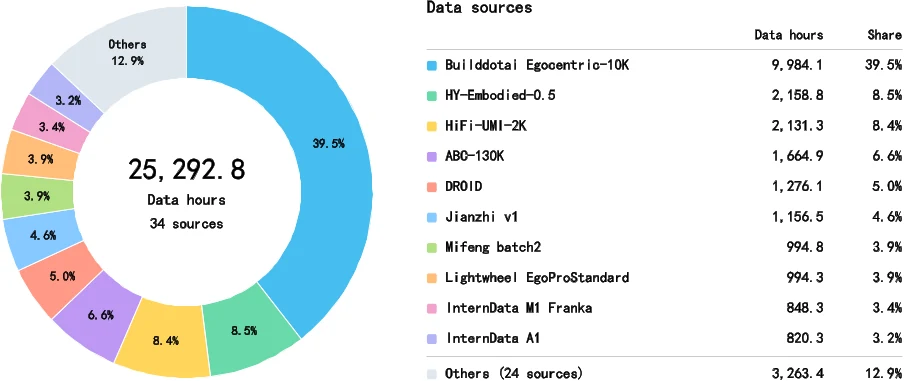 Data sources
Data hours Share
Builddotai Egocentric-10K 9,984.1 39.5%
HY-Embodied-0.5 2,158.8 8.5%
HiFi-UMI-2K 2,131.3 8.4%
ABC-130K 1,664.9 6.6%
DROID 1,276.1 5.0%
Jianzhi v1 1,156.5 4.6%
Mifeng batch2 994.8 3.9%
Lightwheel EgoProStandard 994.3 3.9%
InternData M1 Franka 848.3 3.4%
InternData A1 820.3 3.2%
Others (24 sources) 3,263.4 12.9%
Others
12.9%
3.2%
3.4%
3.9%
3.9%
4.6%
5.0%
6.6%
8.4%
8.5%
39.5%
25,292.8
Data hours
34 sources